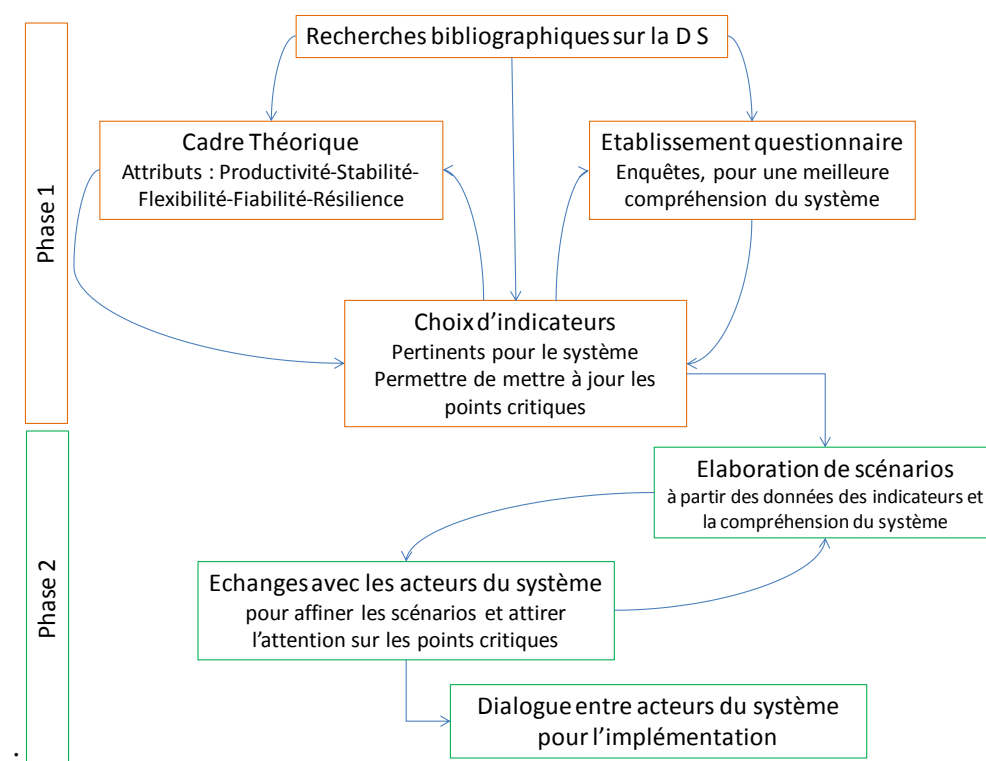 Recherches bibliographiques sur la D S
Phase 1
Cadre Théorique
Attributs : Productivité-Stabilité-
Flexibilité-Fiabilité-Résilience
Etablissement questionnaire
Enquêtes, pour une meilleure
compréhension du système
Choix d’indicateurs
Pertinents pour le système
Permettre de mettre à jour les
points critiques
Phase 2
Elaboration de scénarios
à partir des données des indicateurs et
la compréhension du système
Echanges avec les acteurs du système
pour affiner les scénarios et attirer
l’attention sur les points critiques
Dialogue entre acteurs du système
pour l’implémentation
.